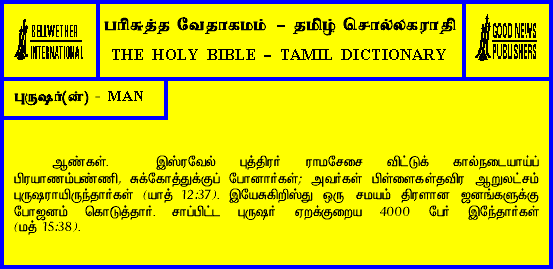 BELLWETHER
INTERNATIONAL
பரிசுத்த வேதாகமம் – தமிழ் சொல்லகராதி
THE HOLY BIBLE – TAMIL DICTIONARY
GOOD NEWS
PUBLISHERS
புருஷர்(ன்) - MAN
ஆண்கள். இஸ்ரவேல் புத்திரர் ராமசேசை விட்டுக் கால்நடையாய்ப்
பிரயாணம்பண்ணி, சுக்கோத்துக்குப் போனார்கள்; அவர்கள் பிள்ளைகள்தவிர ஆறுலட்சம்
புருஷராயிருந்தார்கள் (யாத் 12:37). இயேசுகிறிஸ்து ஒரு சமயம் திரளான ஜனங்களுக்கு
போஜனம் கொடுத்தார். சாப்பிட்ட புருஷர் ஏறக்குறைய 4000 பேர் இந்தோர்கள்
(மத் 15:38).